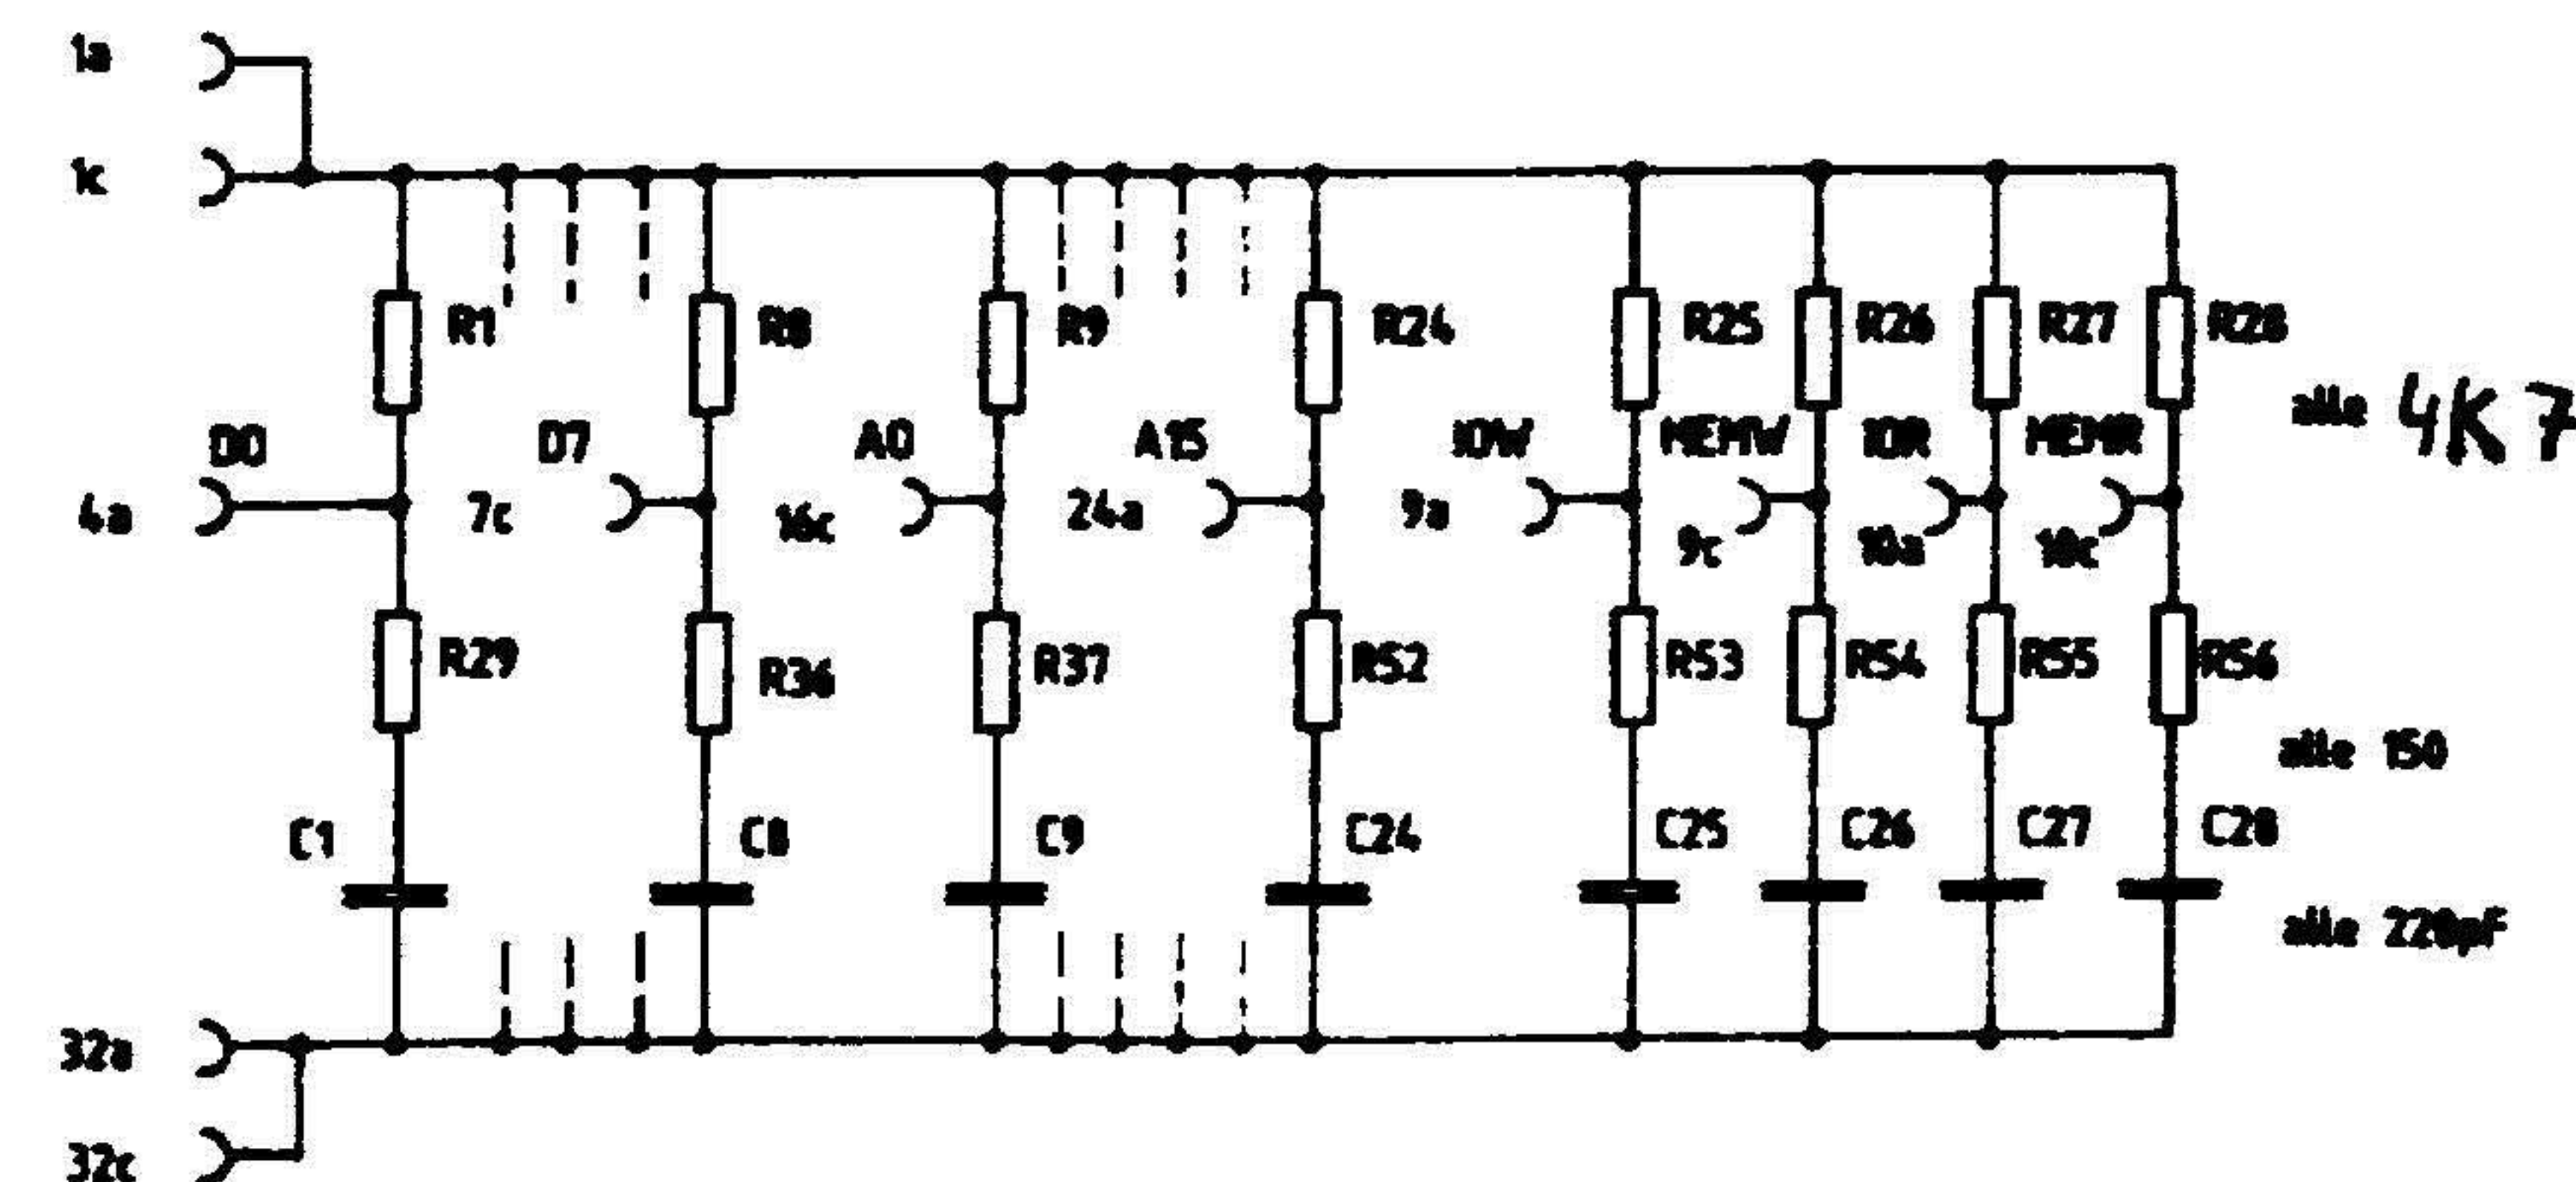 1a
1c
R1 R8 R9 R24 R25 R26 R27 R28
alle 4K7
D0 D7 A0 A15 IOW MEMW IOR MEMR
4a 7c 16c 24a 9a 9c 10a 10c
R29 R36 R37 R52 R53 R54 R55 R56
alle 150
C1 C8 C9 C24 C25 C26 C27 C28
alle 220pF
32a
32c